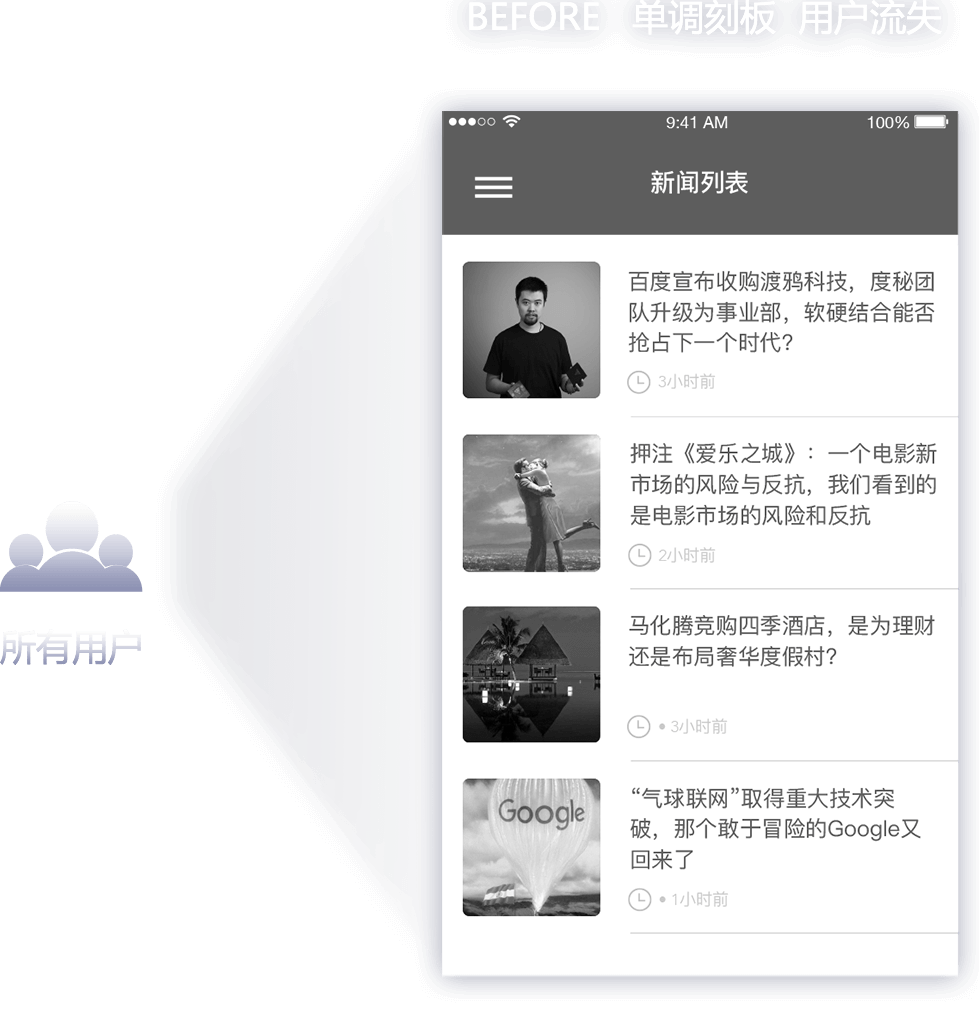 BEFORE 单调刻板 用户流失
9:41 AM
100%
新闻列表
百度宣布收购渡鸦科技，度秘团
队升级为事业部，软硬结合能否
抢占下一个时代？
3小时前
押注《爱乐之城》：一个电影新
市场的风险与反抗，我们看到的
是电影市场的风险和反抗
2小时前
所有用户
马化腾竞购四季酒店，是为理财
还是布局奢华度假村？
• 3小时前
Google
“气球联网”取得重大技术突
破，那个敢于冒险的Google又
回来了
• 1小时前